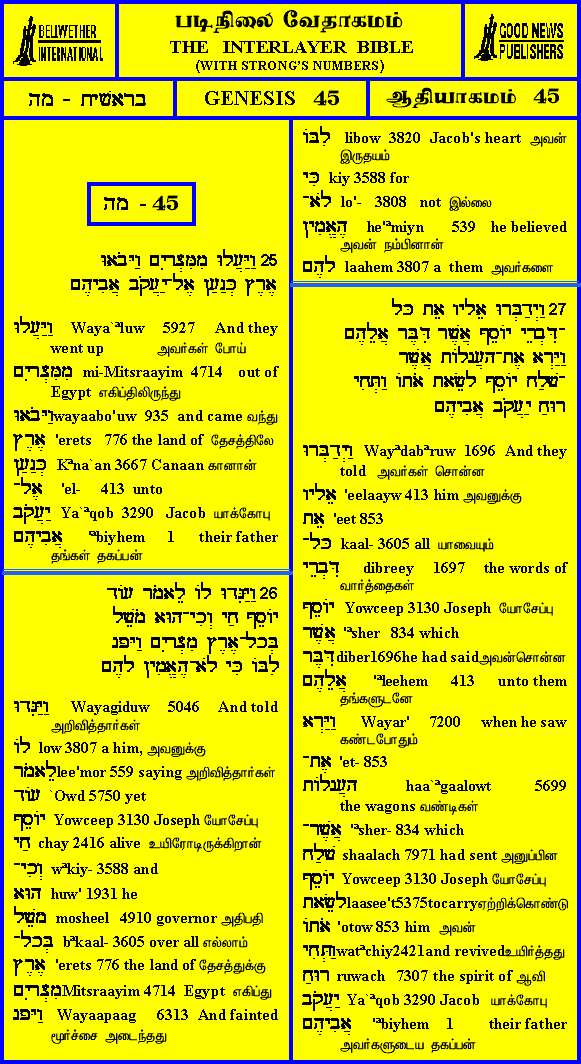 BELLWETHER
INTERNATIONAL
படிநிலை வேதாகமம்
THE INTERLAYER BIBLE
(WITH STRONG'S NUMBERS)
GOOD NEWS
PUBLISHERS
בראשית - מה
GENESIS 45
ஆதியாகமம் 45
מה - 45
25 וַיַּעֲלוּ מִמִּצְרַיִם וַיָּבֹאוּ
אֶרֶץ כְּנַעַן אֶל־יַעֲקֹב אֲבִיהֶם
וַיַּעֲלוּ Waya`ªluw 5927 And they
went up அவர்கள் போய்
מִמִּצְרַיִם mi-Mitsraayim 4714 out of
Egypt எகிப்திலிருந்து
וַיָּבֹאוּ wayaabo'uw 935 and came வந்து
אֶרֶץ 'erets 776 the land of தேசத்திலே
כְּנַעַן Kªna`an 3667 Canaan கானான்
אֶל־ 'el- 413 unto
יַעֲקֹב Ya`ªqob 3290 Jacob யாக்கோபு
אֲבִיהֶם 'ªbiyhem 1 their father
தங்கள் தகப்பன்
26 וַיַּגִּדוּ לוֹ לֵאמֹר עוֹד
יוֹסֵף חַי וְכִי־הוּא מֹשֵׁל
בְּכָל־אֶרֶץ מִצְרָיִם וַיָּפָג
לִבּוֹ כִּי לֹא־הֶאֱמִין לָהֶם
וַיַּגִּדוּ Wayagiduw 5046 And told
அறிவித்தார்கள்
לוֹ low 3807 a him, அவனுக்கு
לֵאמֹר lee'mor 559 saying அறிவித்தார்கள்
עוֹד `Owd 5750 yet
יוֹסֵף Yowceep 3130 Joseph யோசேப்பு
חַי chay 2416 alive உயிரோடிருக்கிறான்
וְכִי־ wªkiy- 3588 and
הוּא huw' 1931 he
מֹשֵׁל mosheel 4910 governor அதிபதி
בְּכָל־ bªkaal- 3605 over all எல்லாம்
אֶרֶץ 'erets 776 the land of தேசத்துக்கு
מִצְרַיִם Mitsraayim 4714 Egypt எகிப்து
וַיָּפָג Wayaapaag 6313 And fainted
மூர்ச்சை அடைந்தது
לִבּוֹ libow 3820 Jacob's heart அவன்
இருதயம்
כִּי kiy 3588 for
לֹא־ lo'- 3808 not இல்லை
הֶאֱמִין he'ªmiyn 539 he believed
அவன் நம்பினான்
לָהֶם laahem 3807 a them அவர்களை
27 וַיְדַבְּרוּ אֵלָיו אֵת כָּל
־דִּבְרֵי יוֹסֵף אֲשֶׁר דִּבֶּר אֲלֵהֶם
וַיַּרְא אֶת־הָעֲגָלוֹת אֲשֶׁר
־שָׁלַח יוֹסֵף לָשֵׂאת אֹתוֹ וַתְּחִי
רוּחַ יַעֲקֹב אֲבִיהֶם
וַיְדַבְּרוּ Wayªdabªruw 1696 And they
told அவர்கள் சொன்ன
אֵלָיו 'eelaayw 413 him அவனுக்கு
אֵת 'eet 853
כָּל־ kaal- 3605 all யாவையும்
דִּבְרֵי dibreey 1697 the words of
வார்த்தைகள்
יוֹסֵף Yowceep 3130 Joseph யோசேப்பு
אֲשֶׁר 'ªsher 834 which
דִּבֶּר diber1696he had saidஅவன்சொன்ன
אֲלֵהֶם 'ªleehem 413 unto them
தங்களுடனே
וַיַּרְא Wayar' 7200 when he saw
கண்டபோதும்
אֶת־ 'et- 853
הָעֲגָלוֹת haa`ªgaalowt 5699
the wagons வண்டிகள்
אֲשֶׁר־ 'ªsher- 834 which
שָׁלַח shaalach 7971 had sent அனுப்பின
יוֹסֵף Yowceep 3130 Joseph யோசேப்பு
לָשֵׂאת laasee't5375tocarryஏற்றிக்கொண்டு
אֹתוֹ 'otow 853 him அவன்
וַתְּחִי watªchiy2421and revivedஉயிர்த்தது
רוּחַ ruwach 7307 the spirit of ஆவி
יַעֲקֹב Ya`ªqob 3290 Jacob யாக்கோபு
אֲבִיהֶם 'ªbiyhem 1 their father
அவர்களுடைய தகப்பன்